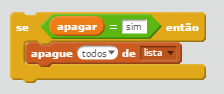 se apagar = sim então
apague todos de lista